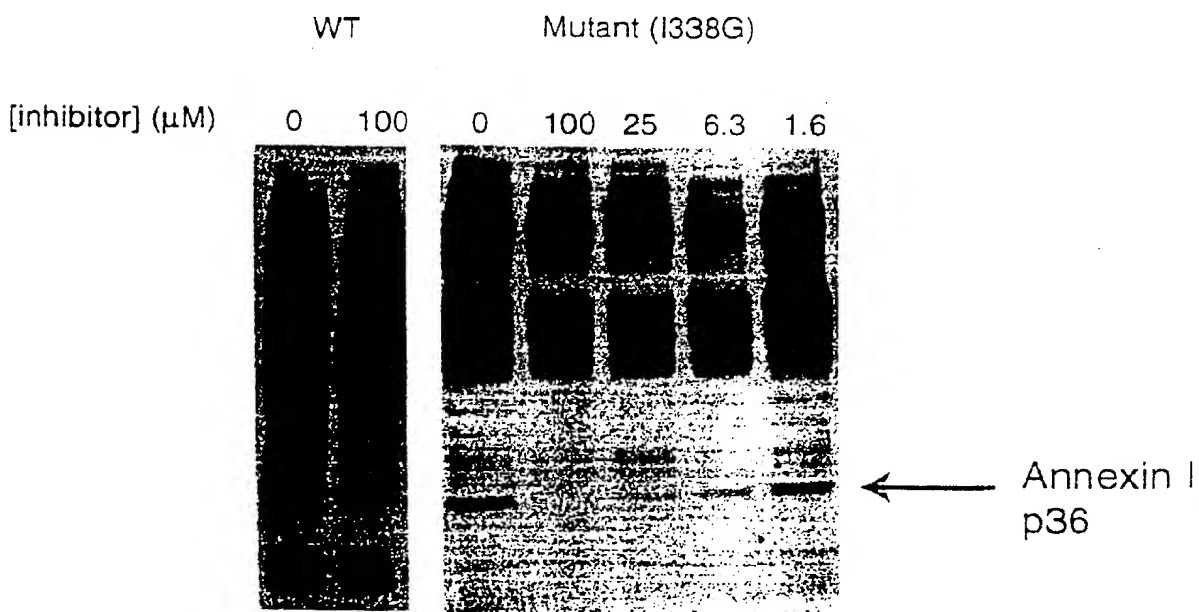 WT Mutant (I338G)
[inhibitor] (µM) 0 100 0 100 25 6.3 1.6
Annexin I
p36